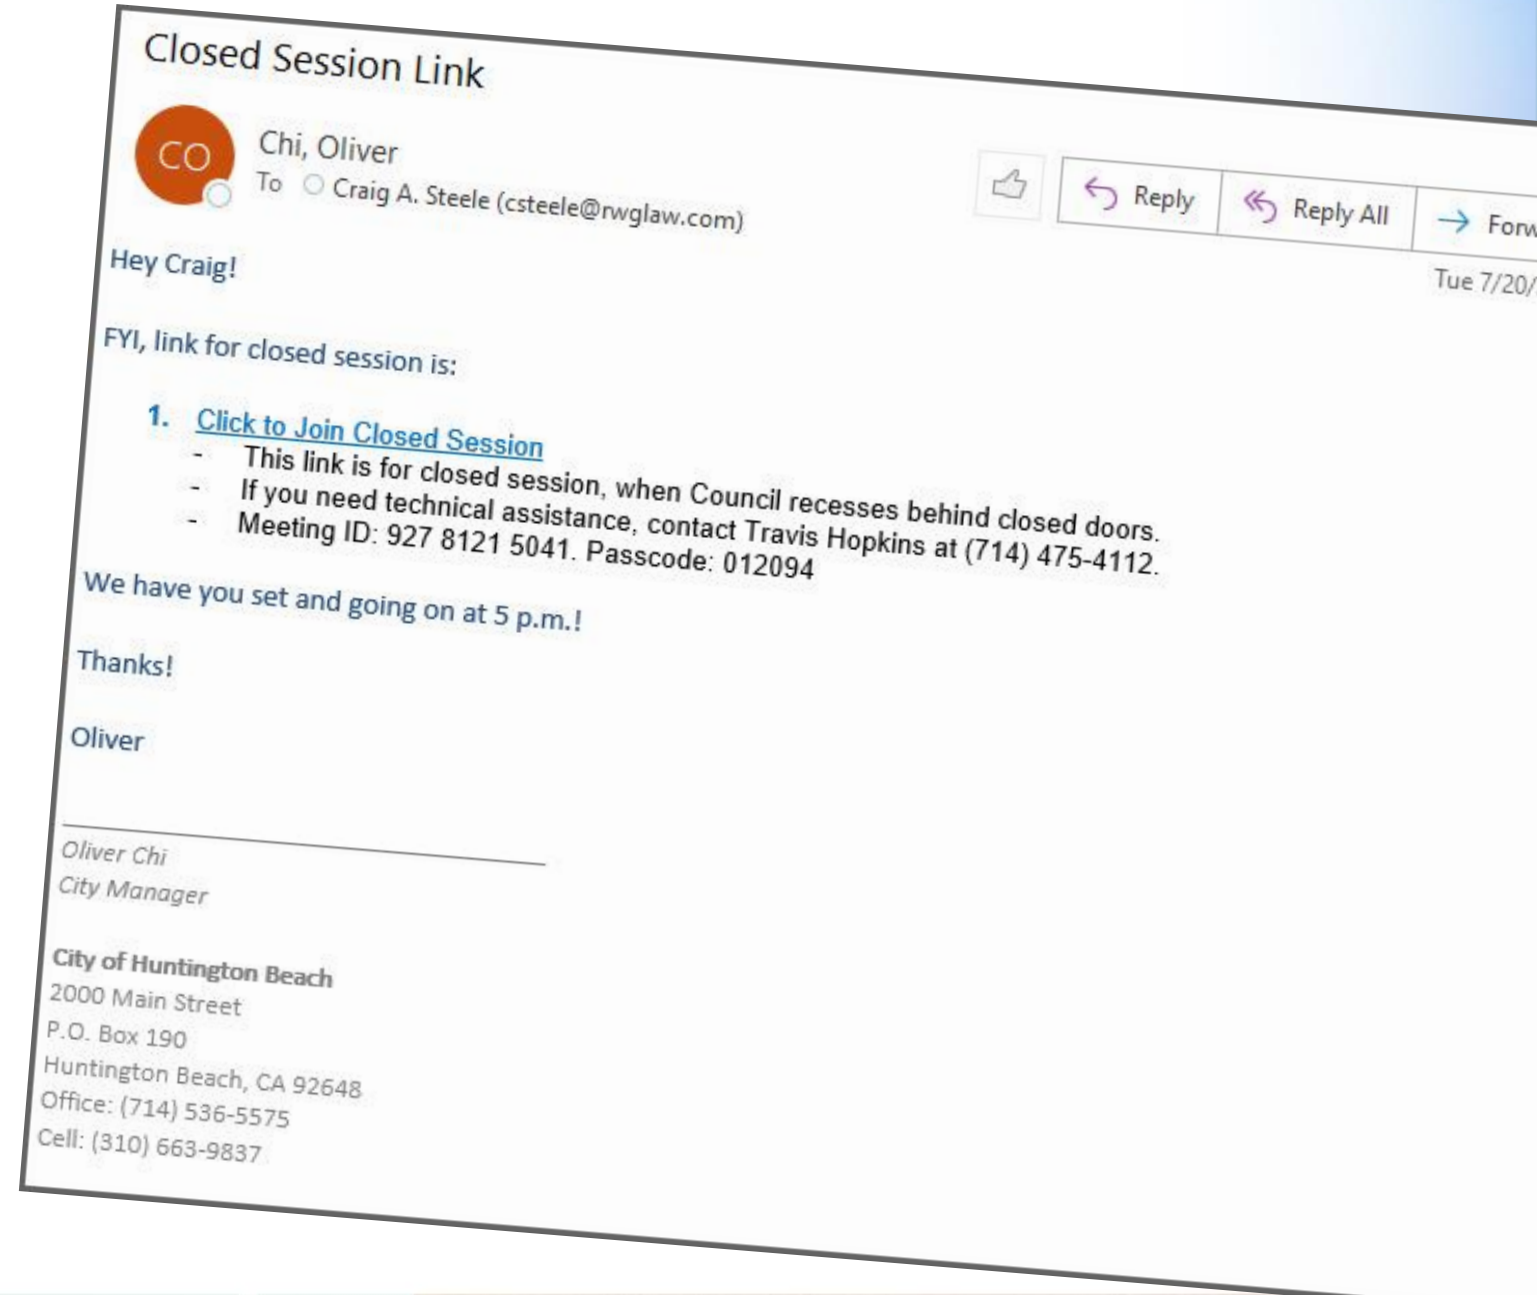 Closed Session Link
CO
Chi, Oliver
To Craig A. Steele (csteele@rwglaw.com)
Reply
Reply All
Forw
Tue 7/20/
Hey Craig!
FYI, link for closed session is:
1. Click to Join Closed Session
- This link is for closed session, when Council recesses behind closed doors.
- If you need technical assistance, contact Travis Hopkins at (714) 475-4112.
- Meeting ID: 927 8121 5041. Passcode: 012094
We have you set and going on at 5 p.m.!
Thanks!
Oliver
Oliver Chi
City Manager
City of Huntington Beach
2000 Main Street
P.O. Box 190
Huntington Beach, CA 92648
Office: (714) 536-5575
Cell: (310) 663-9837